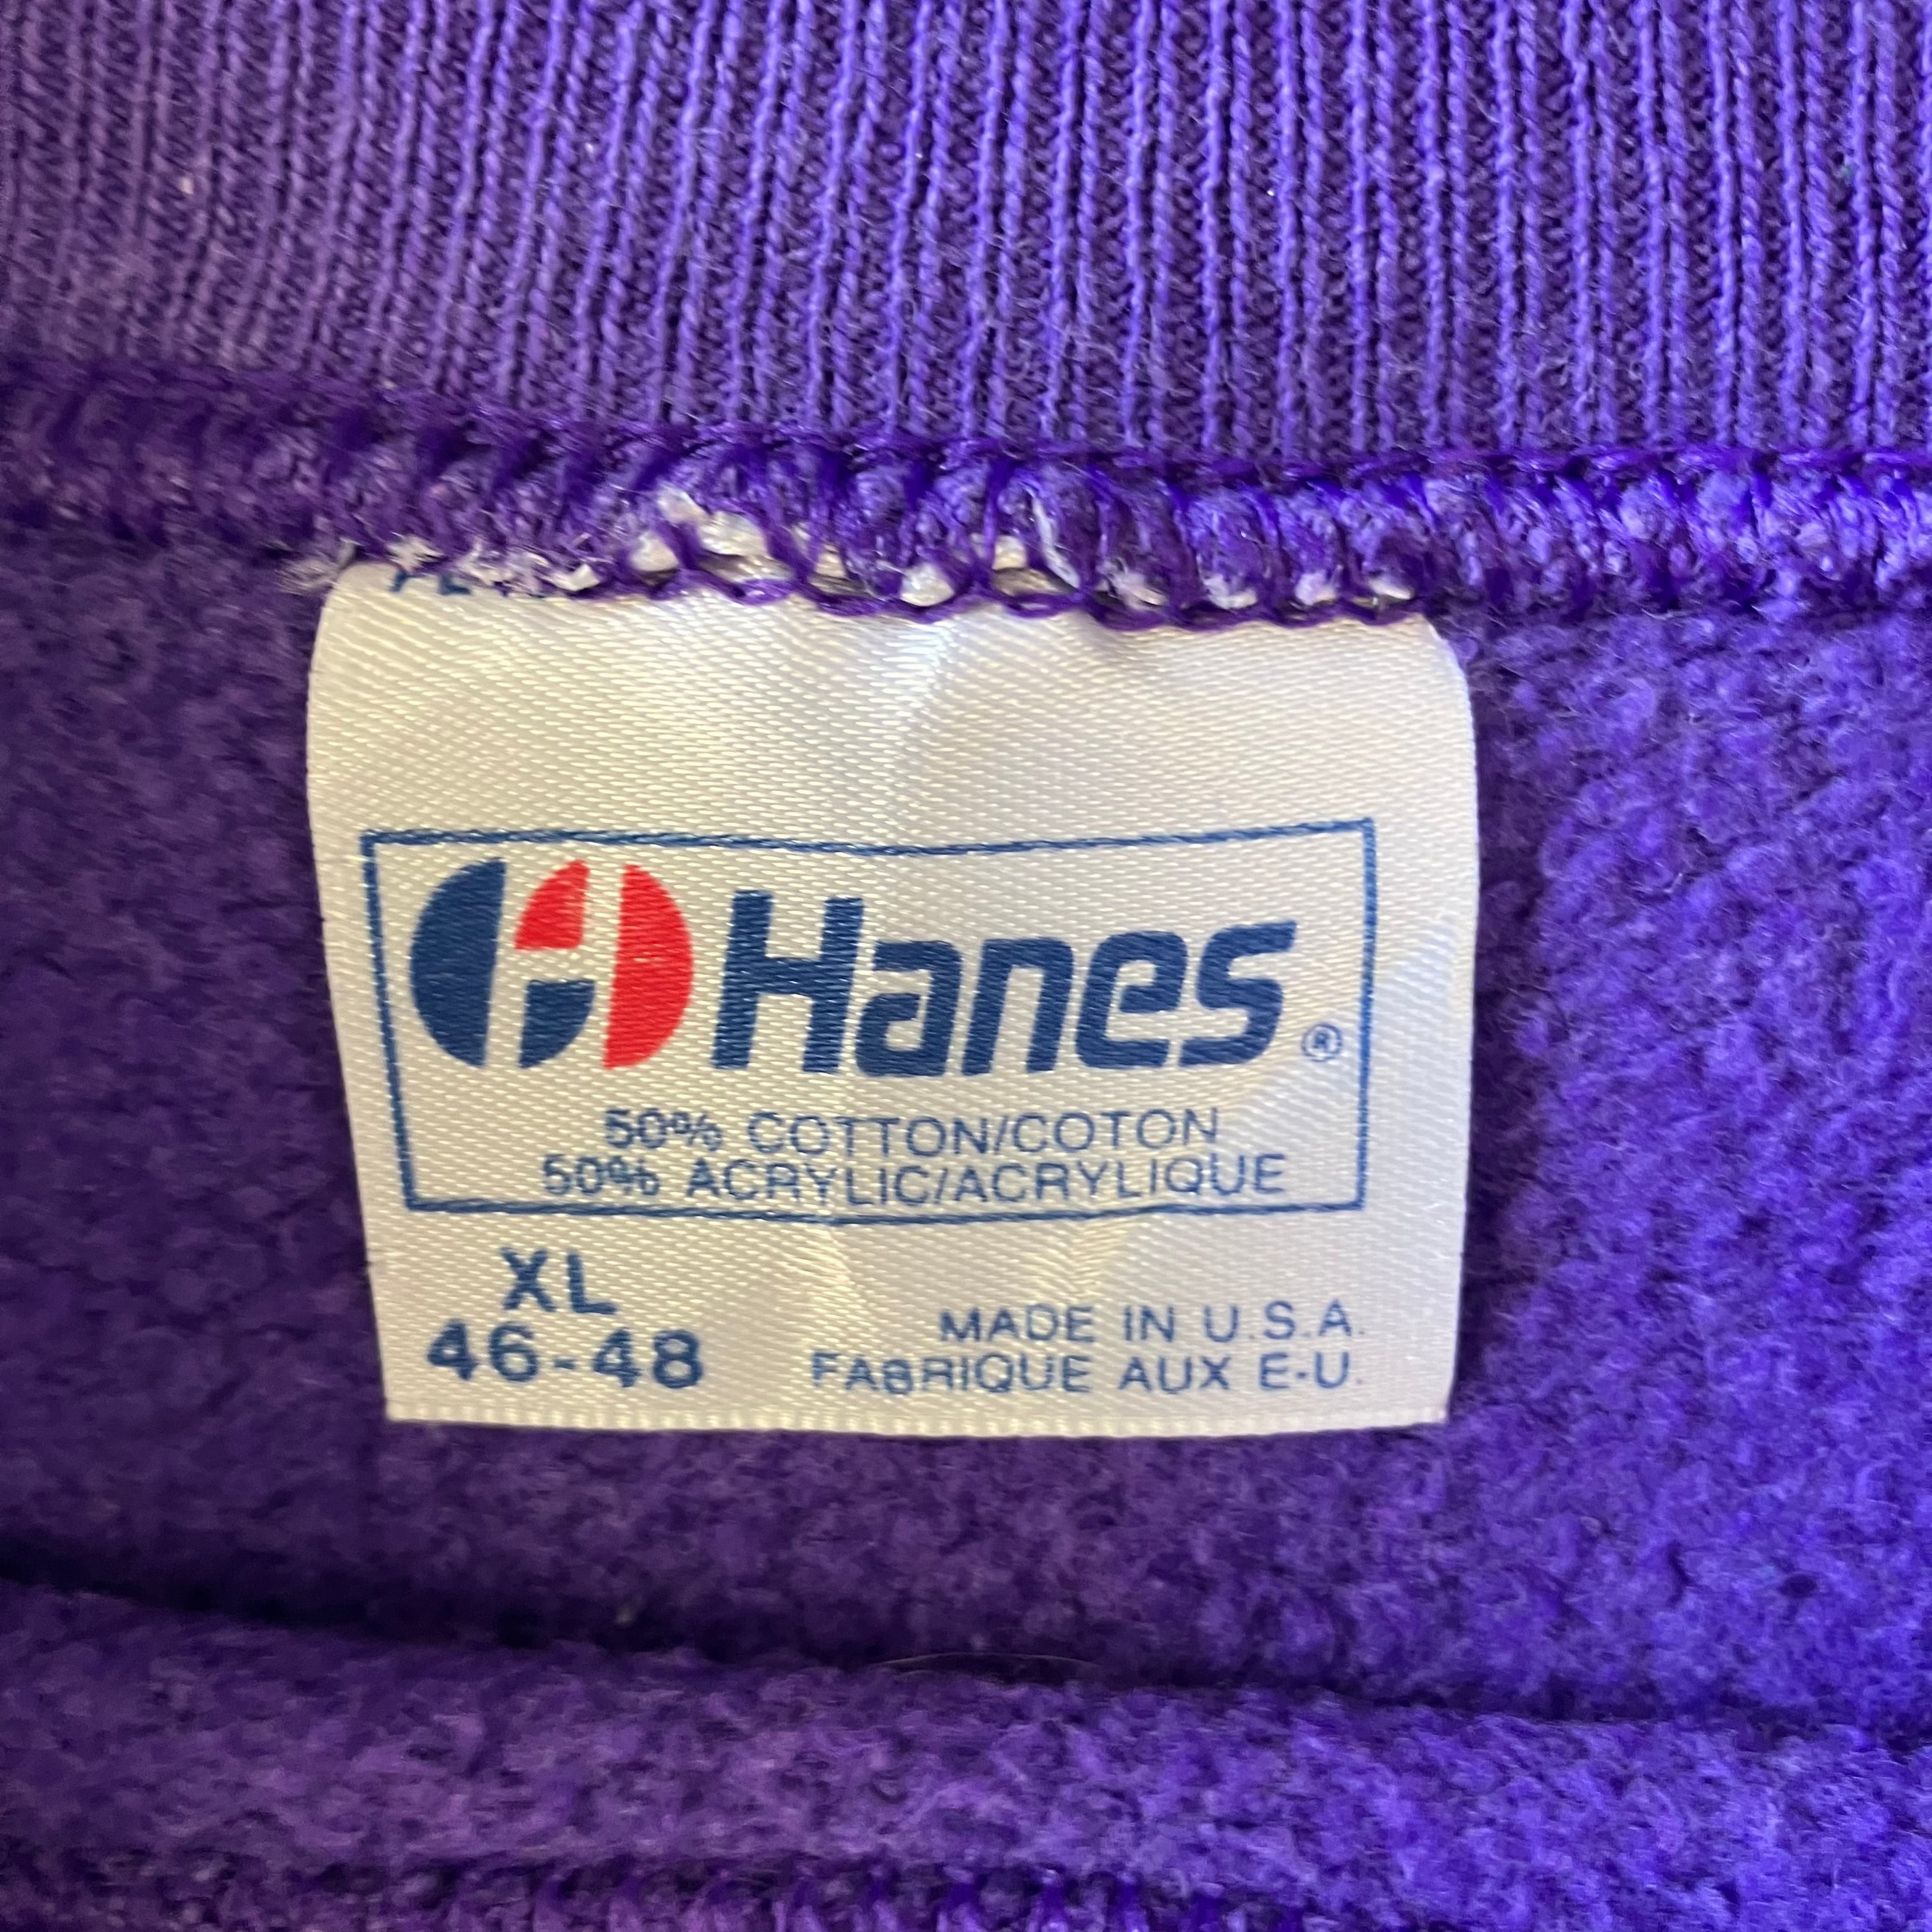 Hanes®
50% COTTON/COTON
50% ACRYLIC/ACRYLIQUE
XL
46-48
MADE IN U.S.A.
FABRIQUE AUX E-U.